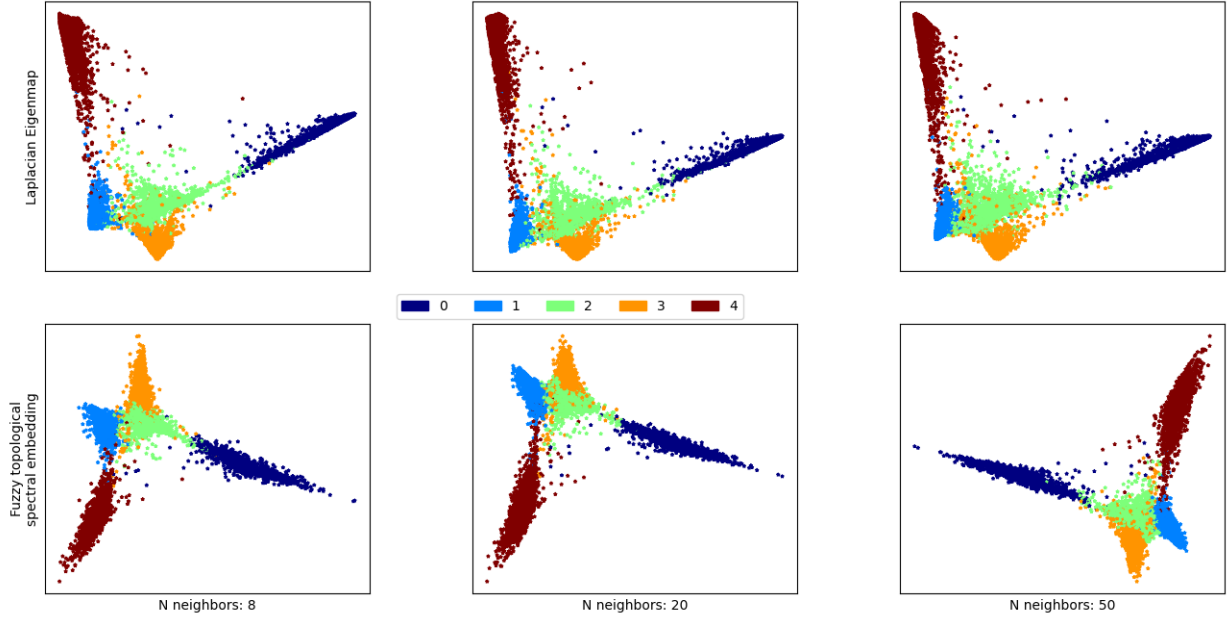 Laplacian Eigenmap
0 1 2 3 4
Fuzzy topological
spectral embedding
N neighbors: 8
N neighbors: 20
N neighbors: 50